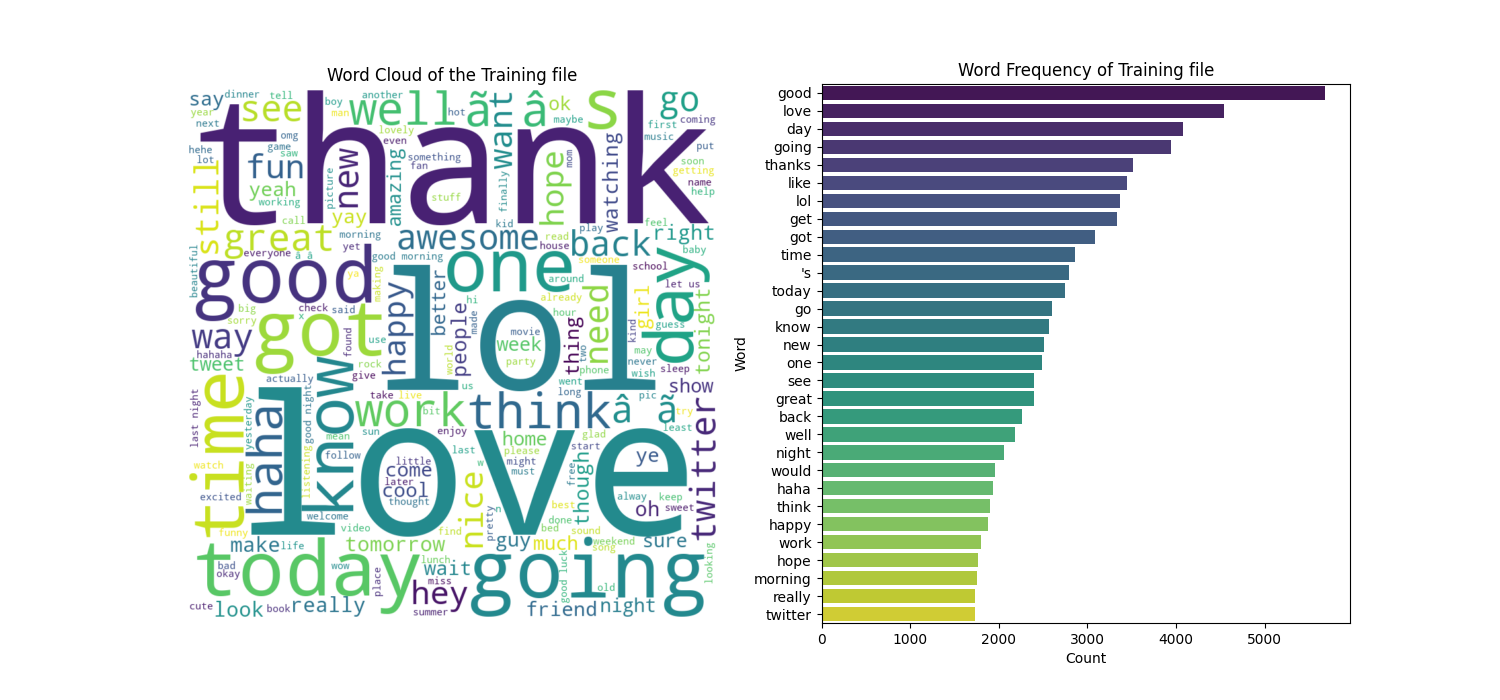 Word Cloud of the Training file
say dinner tell boy another well ã â ok s go
year see man hot maybe coming
next thank lovely want first music
hehe omg even put
lot game saw fun new amazing something fan finally hope mom watching soon getting
still yeah picture stuff name help
working yay
call kid play feel
great morning awesome read back right
yet house
beautiful everyone â â good morning one someone school baby
good ya making happy better around let us day
big check said hi already girl
sorry x got lol people made hour need kind guess tonight
way use movie thing two may
hahaha found week never
tweet rock world party phone wish sleep
actually give us went long pic show
time haha know take live
last night yesterday good night work bit think â ã try
mean sun enjoy home glad least twitter
watch waiting listening follow little last please start though ye
come w might free
excited later cool must
thought nice best alway keep
welcome love n done oh sweet
funny video find pretty bed sound
make life tomorrow guy much song weekend sure
bad wow lunch
okay today place wait going good luck looking
miss hey old
cute look book really summer friend night
Word Frequency of Training file
Word
good
love
day
going
thanks
like
lol
get
got
time
's
today
go
know
new
one
see
great
back
well
night
would
haha
think
happy
work
hope
morning
really
twitter
0 1000 2000 3000 4000 5000
Count